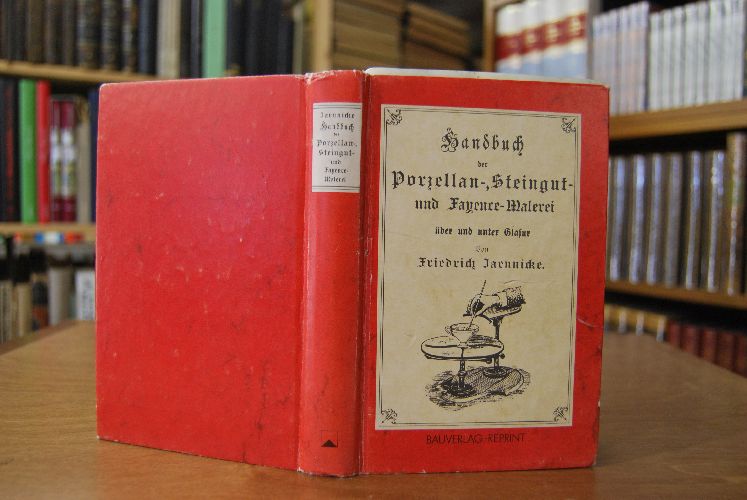 Jaennicke
Handbuch
der
Porzellan-,
Steingut-
und
Fayence-
Malerei
Handbuch
der
Porzellan-, Steingut-
und Fayence-Malerei
über und unter Glasur
Von
Friedrich Jaennicke.
BAUVERLAG-REPRINT